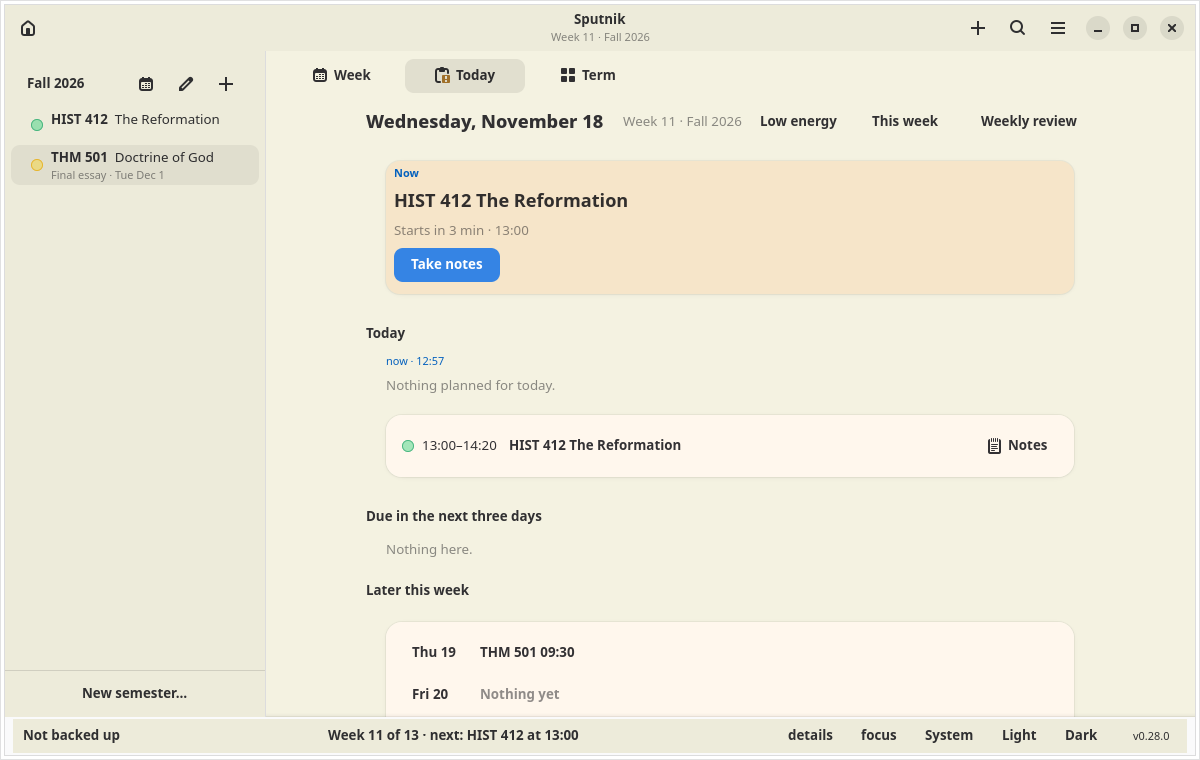 Sputnik
Week 11 · Fall 2026
Fall 2026
HIST 412 The Reformation
THM 501 Doctrine of God
Final essay · Tue Dec 1
New semester...
Week
Today
Term
Wednesday, November 18 Week 11 · Fall 2026 Low energy This week Weekly review
Now
HIST 412 The Reformation
Starts in 3 min · 13:00
Take notes
Today
now · 12:57
Nothing planned for today.
13:00–14:20 HIST 412 The Reformation Notes
Due in the next three days
Nothing here.
Later this week
Thu 19 THM 501 09:30
Fri 20 Nothing yet
Not backed up Week 11 of 13 · next: HIST 412 at 13:00 details focus System Light Dark v0.28.0